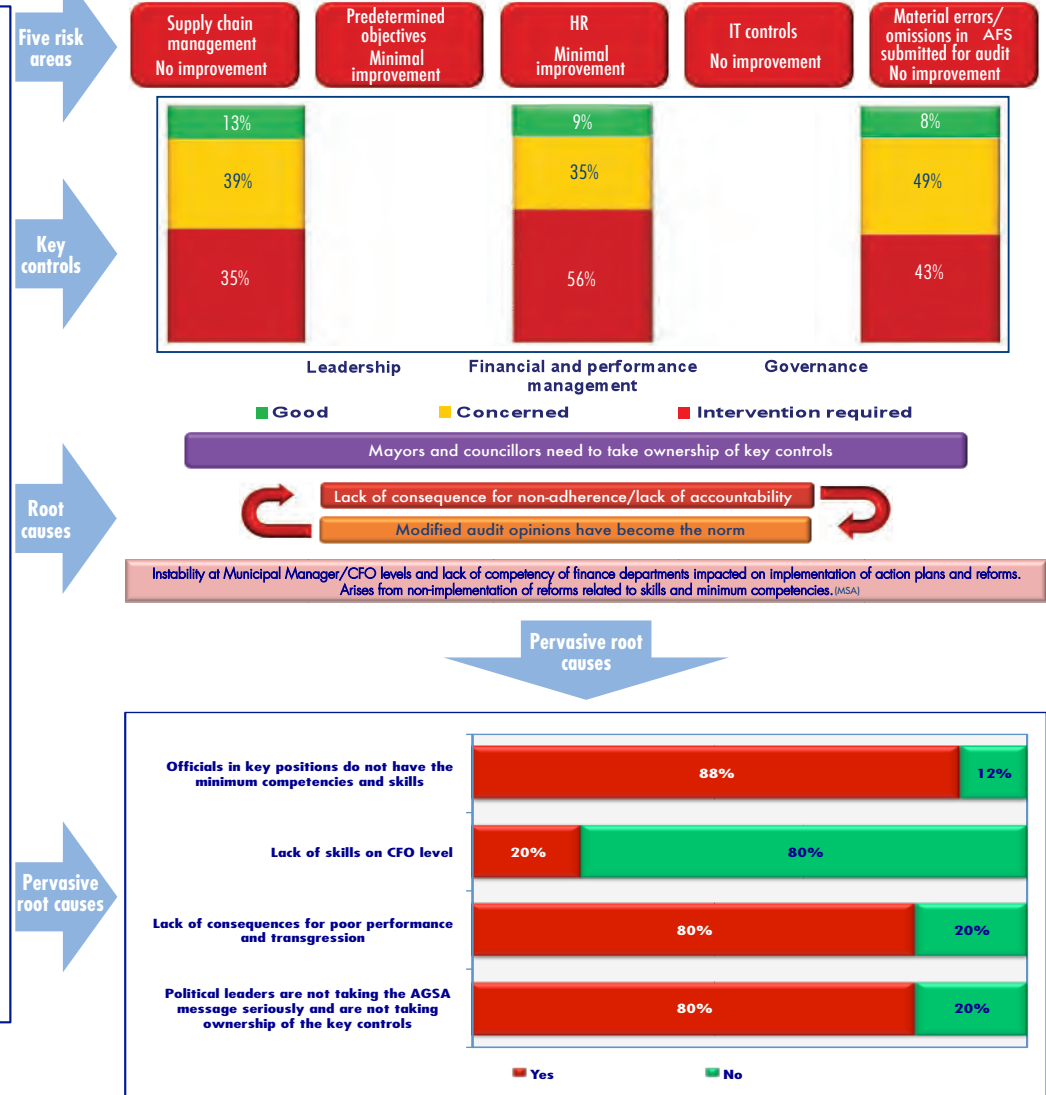 Five risk
areas
Supply chain
management
No improvement
Predetermined
objectives
Minimal
improvement
HR
Minimal
improvement
IT controls
No improvement
Material errors/
omissions in AFS
submitted for audit
No improvement
Key
controls
13%
39%
35%
9%
35%
56%
8%
49%
43%
Leadership
Financial and performance
management
Governance
Good
Concerned
Intervention required
Root
causes
Mayors and councillors need to take ownership of key controls
Lack of consequence for non-adherence/lack of accountability
Modified audit opinions have become the norm
Instability at Municipal Manager/CFO levels and lack of competency of finance departments impacted on implementation of action plans and reforms.
Arises from non-implementation of reforms related to skills and minimum competencies. (MSA)
Pervasive root
causes
Pervasive
root causes
Officials in key positions do not have the
minimum competencies and skills
88%
12%
Lack of skills on CFO level
20%
80%
Lack of consequences for poor performance
and transgression
80%
20%
Political leaders are not taking the AGSA
message seriously and are not taking
ownership of the key controls
80%
20%
Yes
No